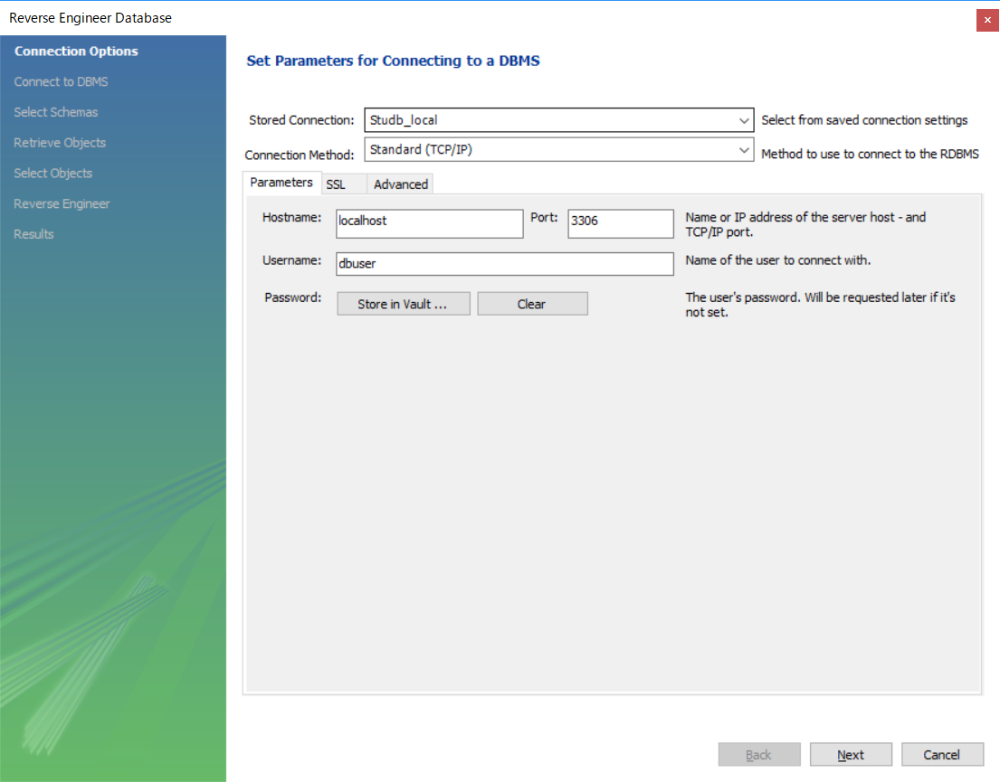 Reverse Engineer Database
Connection Options
Connect to DBMS
Select Schemas
Retrieve Objects
Select Objects
Reverse Engineer
Results
Set Parameters for Connecting to a DBMS
Stored Connection: Studb_local Select from saved connection settings
Connection Method: Standard (TCP/IP) Method to use to connect to the RDBMS
Parameters SSL Advanced
Hostname: localhost Port: 3306 Name or IP address of the server host - and
TCP/IP port.
Username: dbuser Name of the user to connect with.
Password: Store in Vault ... Clear The user's password. Will be requested later if it's
not set.
Back Next Cancel